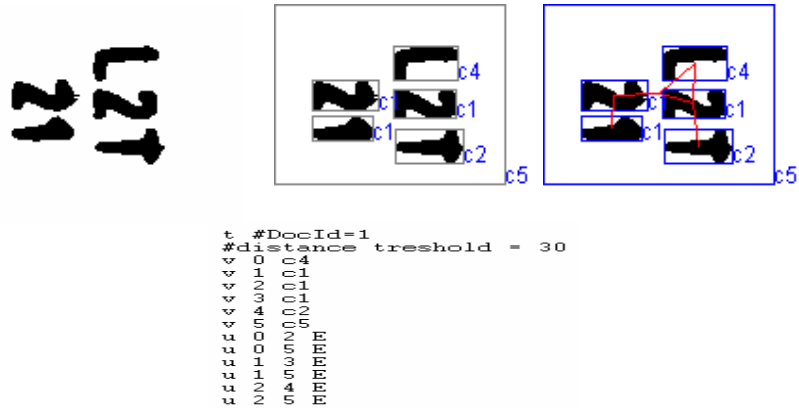 c4
c1 c1
c1 c2
c5
c4
c1 c1
c1 c2
c5
t #DocId=1
#distance treshold = 30
v 0 c4
v 1 c1
v 2 c1
v 3 c1
v 4 c2
v 5 c5
u 0 2 E
u 0 5 E
u 1 3 E
u 1 5 E
u 2 4 E
u 2 5 E